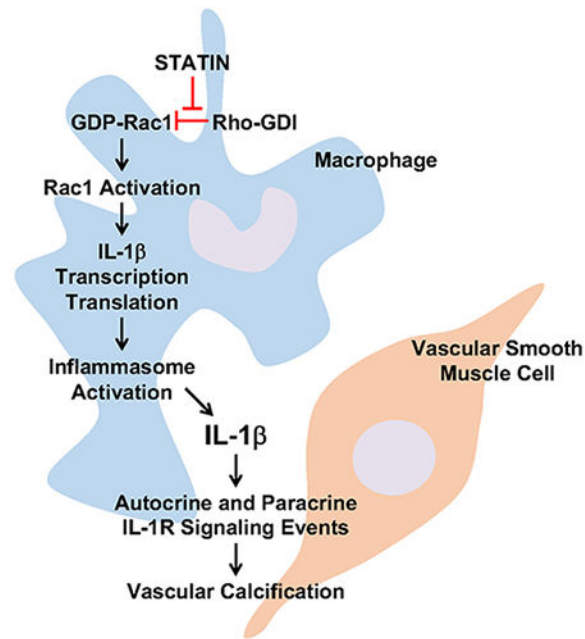 STATIN
GDP-Rac1
Rho-GDI
Macrophage
Rac1 Activation
IL-1β
Transcription
Translation
Inflammasome
Activation
Vascular Smooth
Muscle Cell
IL-1β
Autocrine and Paracrine
IL-1R Signaling Events
Vascular Calcification